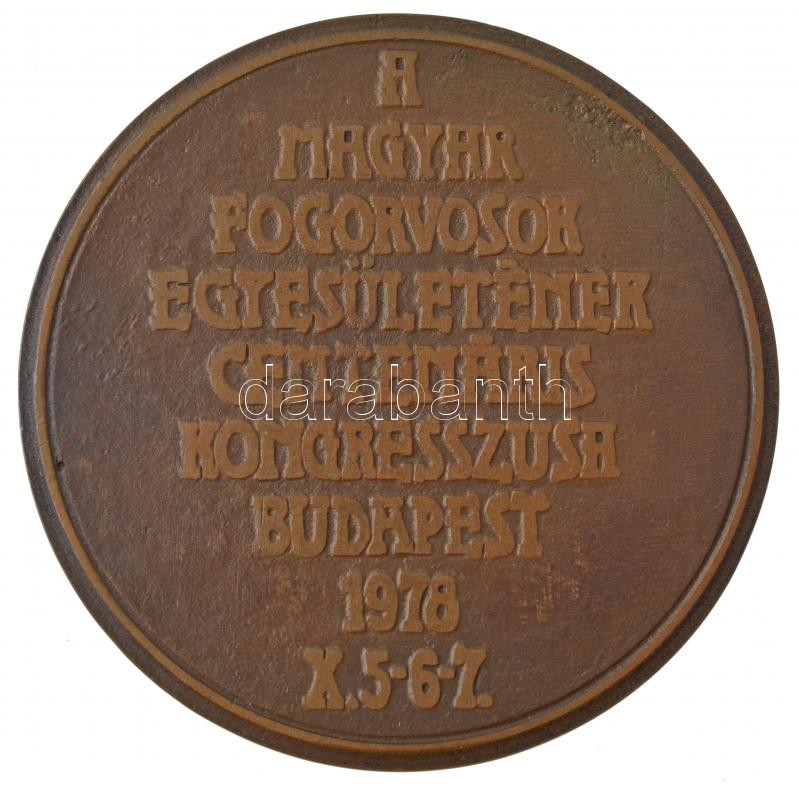 A
MAGYAR
FOGORVOSOK
EGYESÜLETÉNEK
CENTENÁRIS
darabanth
KONGRESSZUSA
BUDAPEST
1978
X.5-6-7.